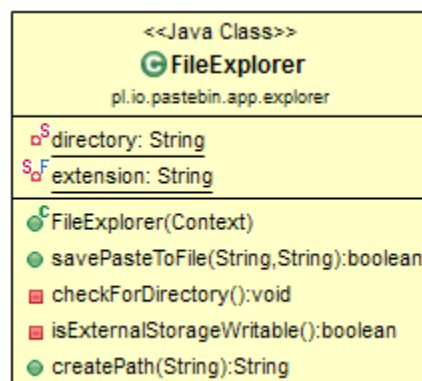 <<Java Class>>
FileExplorer
pl.io.pastebin.app.explorer
directory: String
extension: String
FileExplorer(Context)
savePasteToFile(String,String):boolean
checkForDirectory():void
isExternalStorageWritable():boolean
createPath(String):String